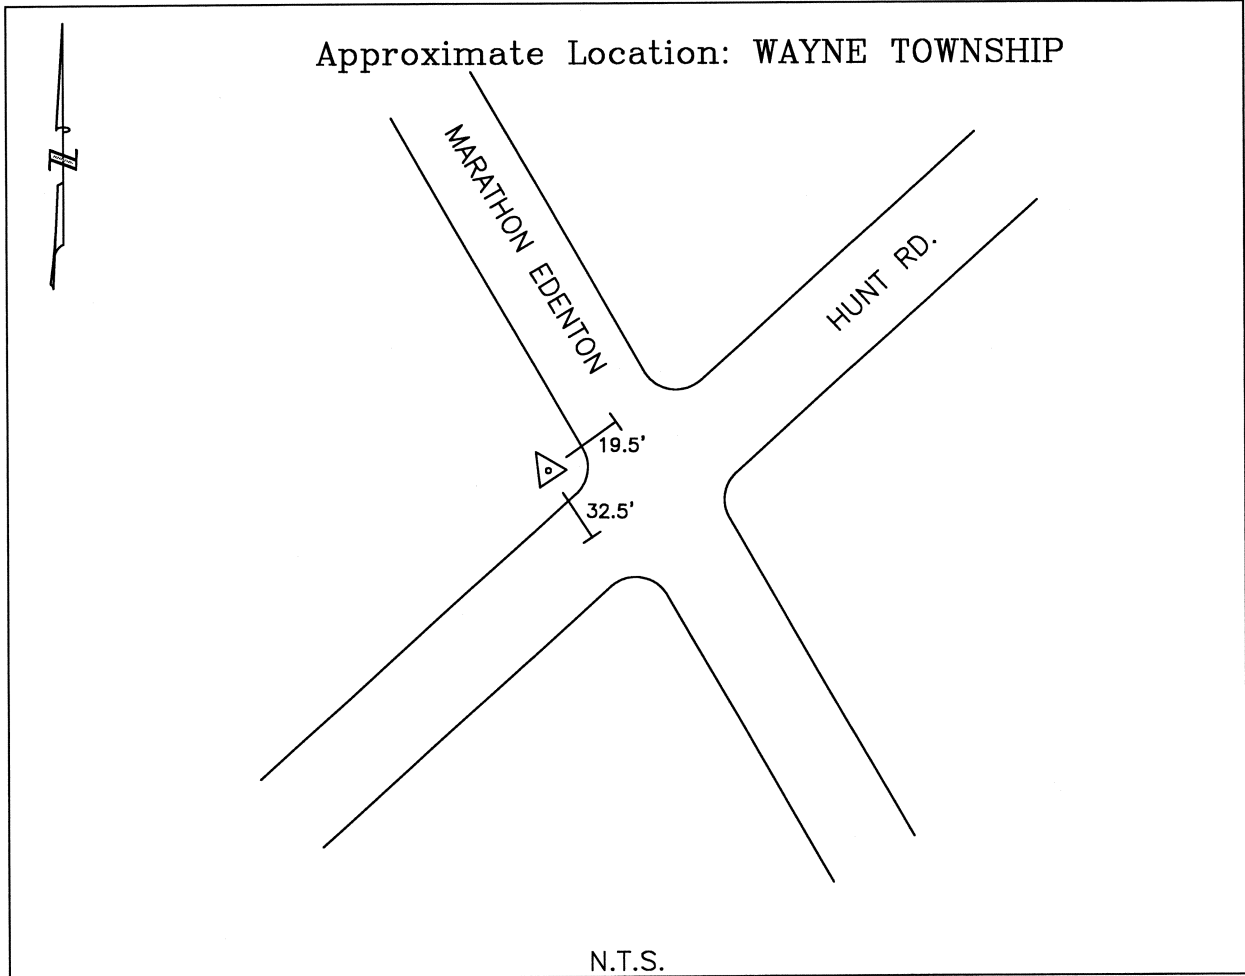 Approximate Location: WAYNE TOWNSHIP
MARATHON EDENTON
HUNT RD.
19.5'
32.5'
N.T.S.